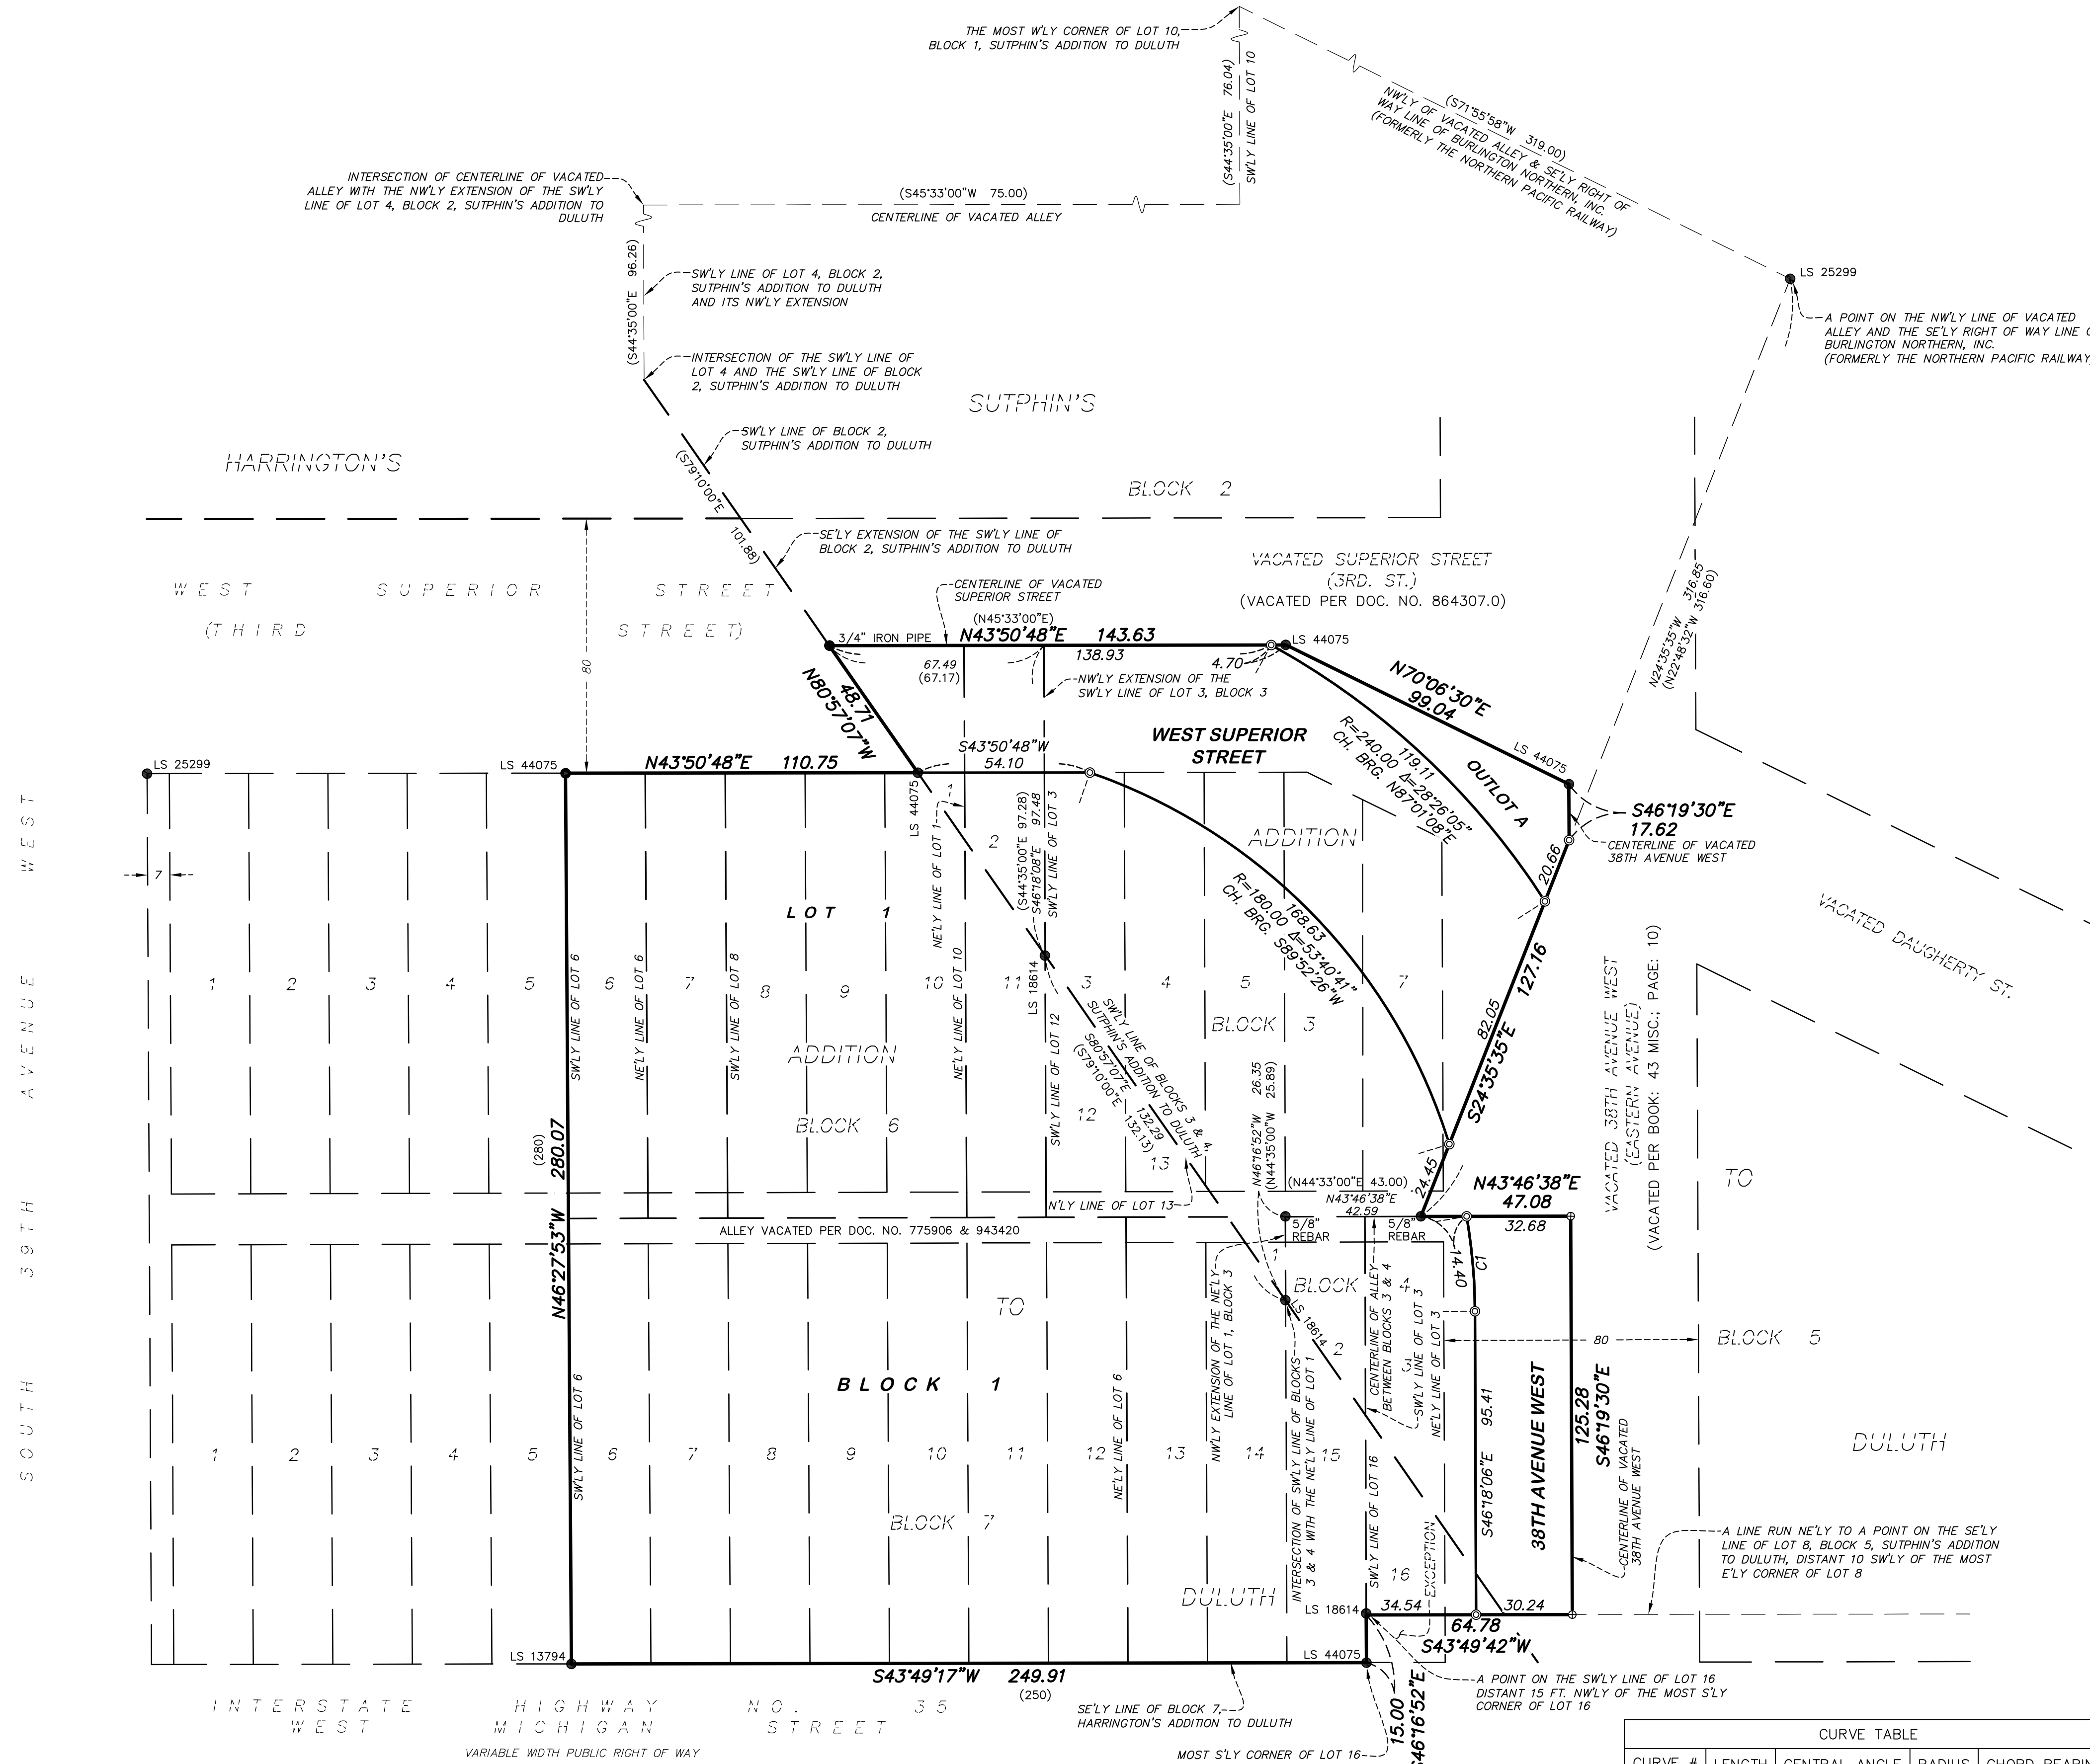 THE MOST W'LY CORNER OF LOT 10,
BLOCK 1, SUTPHIN'S ADDITION TO DULUTH
(S44°35'00"E 76.04)
SW'LY LINE OF LOT 10
(S71°55'58"W 319.00)
NW'LY OF VACATED ALLEY & SE'LY RIGHT OF
WAY LINE OF BURLINGTON NORTHERN, INC.
(FORMERLY THE NORTHERN PACIFIC RAILWAY)
INTERSECTION OF CENTERLINE OF VACATED
ALLEY WITH THE NW'LY EXTENSION OF THE SW'LY
LINE OF LOT 4, BLOCK 2, SUTPHIN'S ADDITION TO
DULUTH
(S45°33'00"W 75.00)
CENTERLINE OF VACATED ALLEY
(S44°35'00"E 96.26)
SW'LY LINE OF LOT 4, BLOCK 2,
SUTPHIN'S ADDITION TO DULUTH
AND ITS NW'LY EXTENSION
LS 25299
A POINT ON THE NW'LY LINE OF VACATED
ALLEY AND THE SE'LY RIGHT OF WAY LINE
BURLINGTON NORTHERN, INC.
(FORMERLY THE NORTHERN PACIFIC RAILWAY
INTERSECTION OF THE SW'LY LINE OF
LOT 4 AND THE SW'LY LINE OF BLOCK
2, SUTPHIN'S ADDITION TO DULUTH
SUTPHIN'S
SW'LY LINE OF BLOCK 2,
SUTPHIN'S ADDITION TO DULUTH
HARRINGTON'S
(S79°10'00"E 101.88)
BLOCK 2
SE'LY EXTENSION OF THE SW'LY LINE OF
BLOCK 2, SUTPHIN'S ADDITION TO DULUTH
VACATED SUPERIOR STREET
(3RD. ST.)
(VACATED PER DOC. NO. 864307.0)
WEST SUPERIOR STREET
(THIRD STREET)
80
CENTERLINE OF VACATED
SUPERIOR STREET
(N45°33'00"E)
3/4" IRON PIPE
N43°50'48"E 143.63
LS 44075
138.93
4.70
67.49
(67.17)
NW'LY EXTENSION OF THE
SW'LY LINE OF LOT 3, BLOCK 3
N24°35'35"W 316.85
(N22°48'32"W 316.60)
N70°06'30"E
99.04
N80°57'07"W
48.71
WEST SUPERIOR
STREET
S43°50'48"W
54.10
119.11
R=240.00 Δ=28°26'05"
CH. BRG. N87°01'08"E
OUTLOT A
LS 44075
LS 25299
LS 44075
N43°50'48"E 110.75
LS 44075
S46°19'30"E
17.62
CENTERLINE OF VACATED
38TH AVENUE WEST
20.66
7
1
2
NE'LY LINE OF LOT 1
(S44°35'00"E 97.28)
S46°18'08"E 97.48
SW'LY LINE OF LOT 3
ADDITION
168.63
R=180.00 Δ=53°40'41"
CH. BRG. S89°52'26"W
LOT 1
VACATED DAUGHERTY ST.
SOUTH 39TH AVENUE WEST
1 2 3 4 5 6 7 8 9 10 11 3 4 5 7
SW'LY LINE OF LOT 6
NE'LY LINE OF LOT 6
SW'LY LINE OF LOT 8
NE'LY LINE OF LOT 10
LS 18614
SW'LY LINE OF LOT 12
SW'LY LINE OF BLOCKS 3 & 4,
SUTPHIN'S ADDITION TO DULUTH
S80°57'07"E 132.29
(S79°10'00"E 132.13)
BLOCK 3
127.16
82.05
S24°35'35"E
VACATED 38TH AVENUE WEST
(EASTERN AVENUE)
(VACATED PER BOOK: 43 MISC.; PAGE: 10)
ADDITION
BLOCK 6
12
13
N46°16'52"W 26.35
(N44°35'00"W 25.89)
(280)
N46°27'53"W 280.07
N'LY LINE OF LOT 13
(N44°33'00"E 43.00)
N43°46'38"E
42.59
24.45
N43°46'38"E
47.08
32.68
TO
ALLEY VACATED PER DOC. NO. 775906 & 943420
5/8"
REBAR
5/8"
REBAR
14.40
C1
NW'LY EXTENSION OF THE NE'LY
LINE OF LOT 1, BLOCK 3
1
BLOCK 4
LS 18614
TO
CENTERLINE OF ALLEY
BETWEEN BLOCKS 3 & 4
SW'LY LINE OF LOT 3
NE'LY LINE OF LOT 3
2
3
80
BLOCK 5
BLOCK 1
SW'LY LINE OF LOT 6
NE'LY LINE OF LOT 6
INTERSECTION OF SW'LY LINE OF BLOCKS
3 & 4 WITH THE NE'LY LINE OF LOT 1
SW'LY LINE OF LOT 16
S46°18'06"E 95.41
38TH AVENUE WEST
125.28
S46°19'30"E
CENTERLINE OF VACATED
38TH AVENUE WEST
1 2 3 4 5 6 7 8 9 10 11 12 13 14 15
DULUTH
BLOCK 7
16
EXCEPTION
A LINE RUN NE'LY TO A POINT ON THE SE'LY
LINE OF LOT 8, BLOCK 5, SUTPHIN'S ADDITION
TO DULUTH, DISTANT 10 SW'LY OF THE MOST
E'LY CORNER OF LOT 8
DULUTH
LS 18614
34.54
30.24
64.78
S43°49'42"W
LS 13794
LS 44075
S43°49'17"W 249.91
(250)
A POINT ON THE SW'LY LINE OF LOT 16
DISTANT 15 FT. NW'LY OF THE MOST S'LY
CORNER OF LOT 16
15.00
S46°16'52"E
INTERSTATE HIGHWAY NO. 35
WEST MICHIGAN STREET
VARIABLE WIDTH PUBLIC RIGHT OF WAY
SE'LY LINE OF BLOCK 7,
HARRINGTON'S ADDITION TO DULUTH
MOST S'LY CORNER OF LOT 16
CURVE TABLE
CURVE # LENGTH CENTRAL ANGLE RADIUS CHORD BEARING